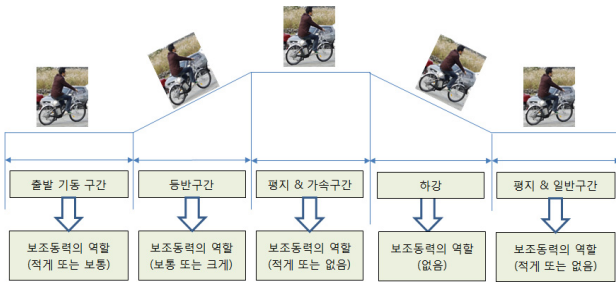 출발 기동 구간
등반구간
평지 & 가속구간
하강
평지 & 일반구간
보조동력의 역할
(적게 또는 보통)
보조동력의 역할
(보통 또는 크게)
보조동력의 역할
(적게 또는 없음)
보조동력의 역할
(없음)
보조동력의 역할
(적게 또는 없음)